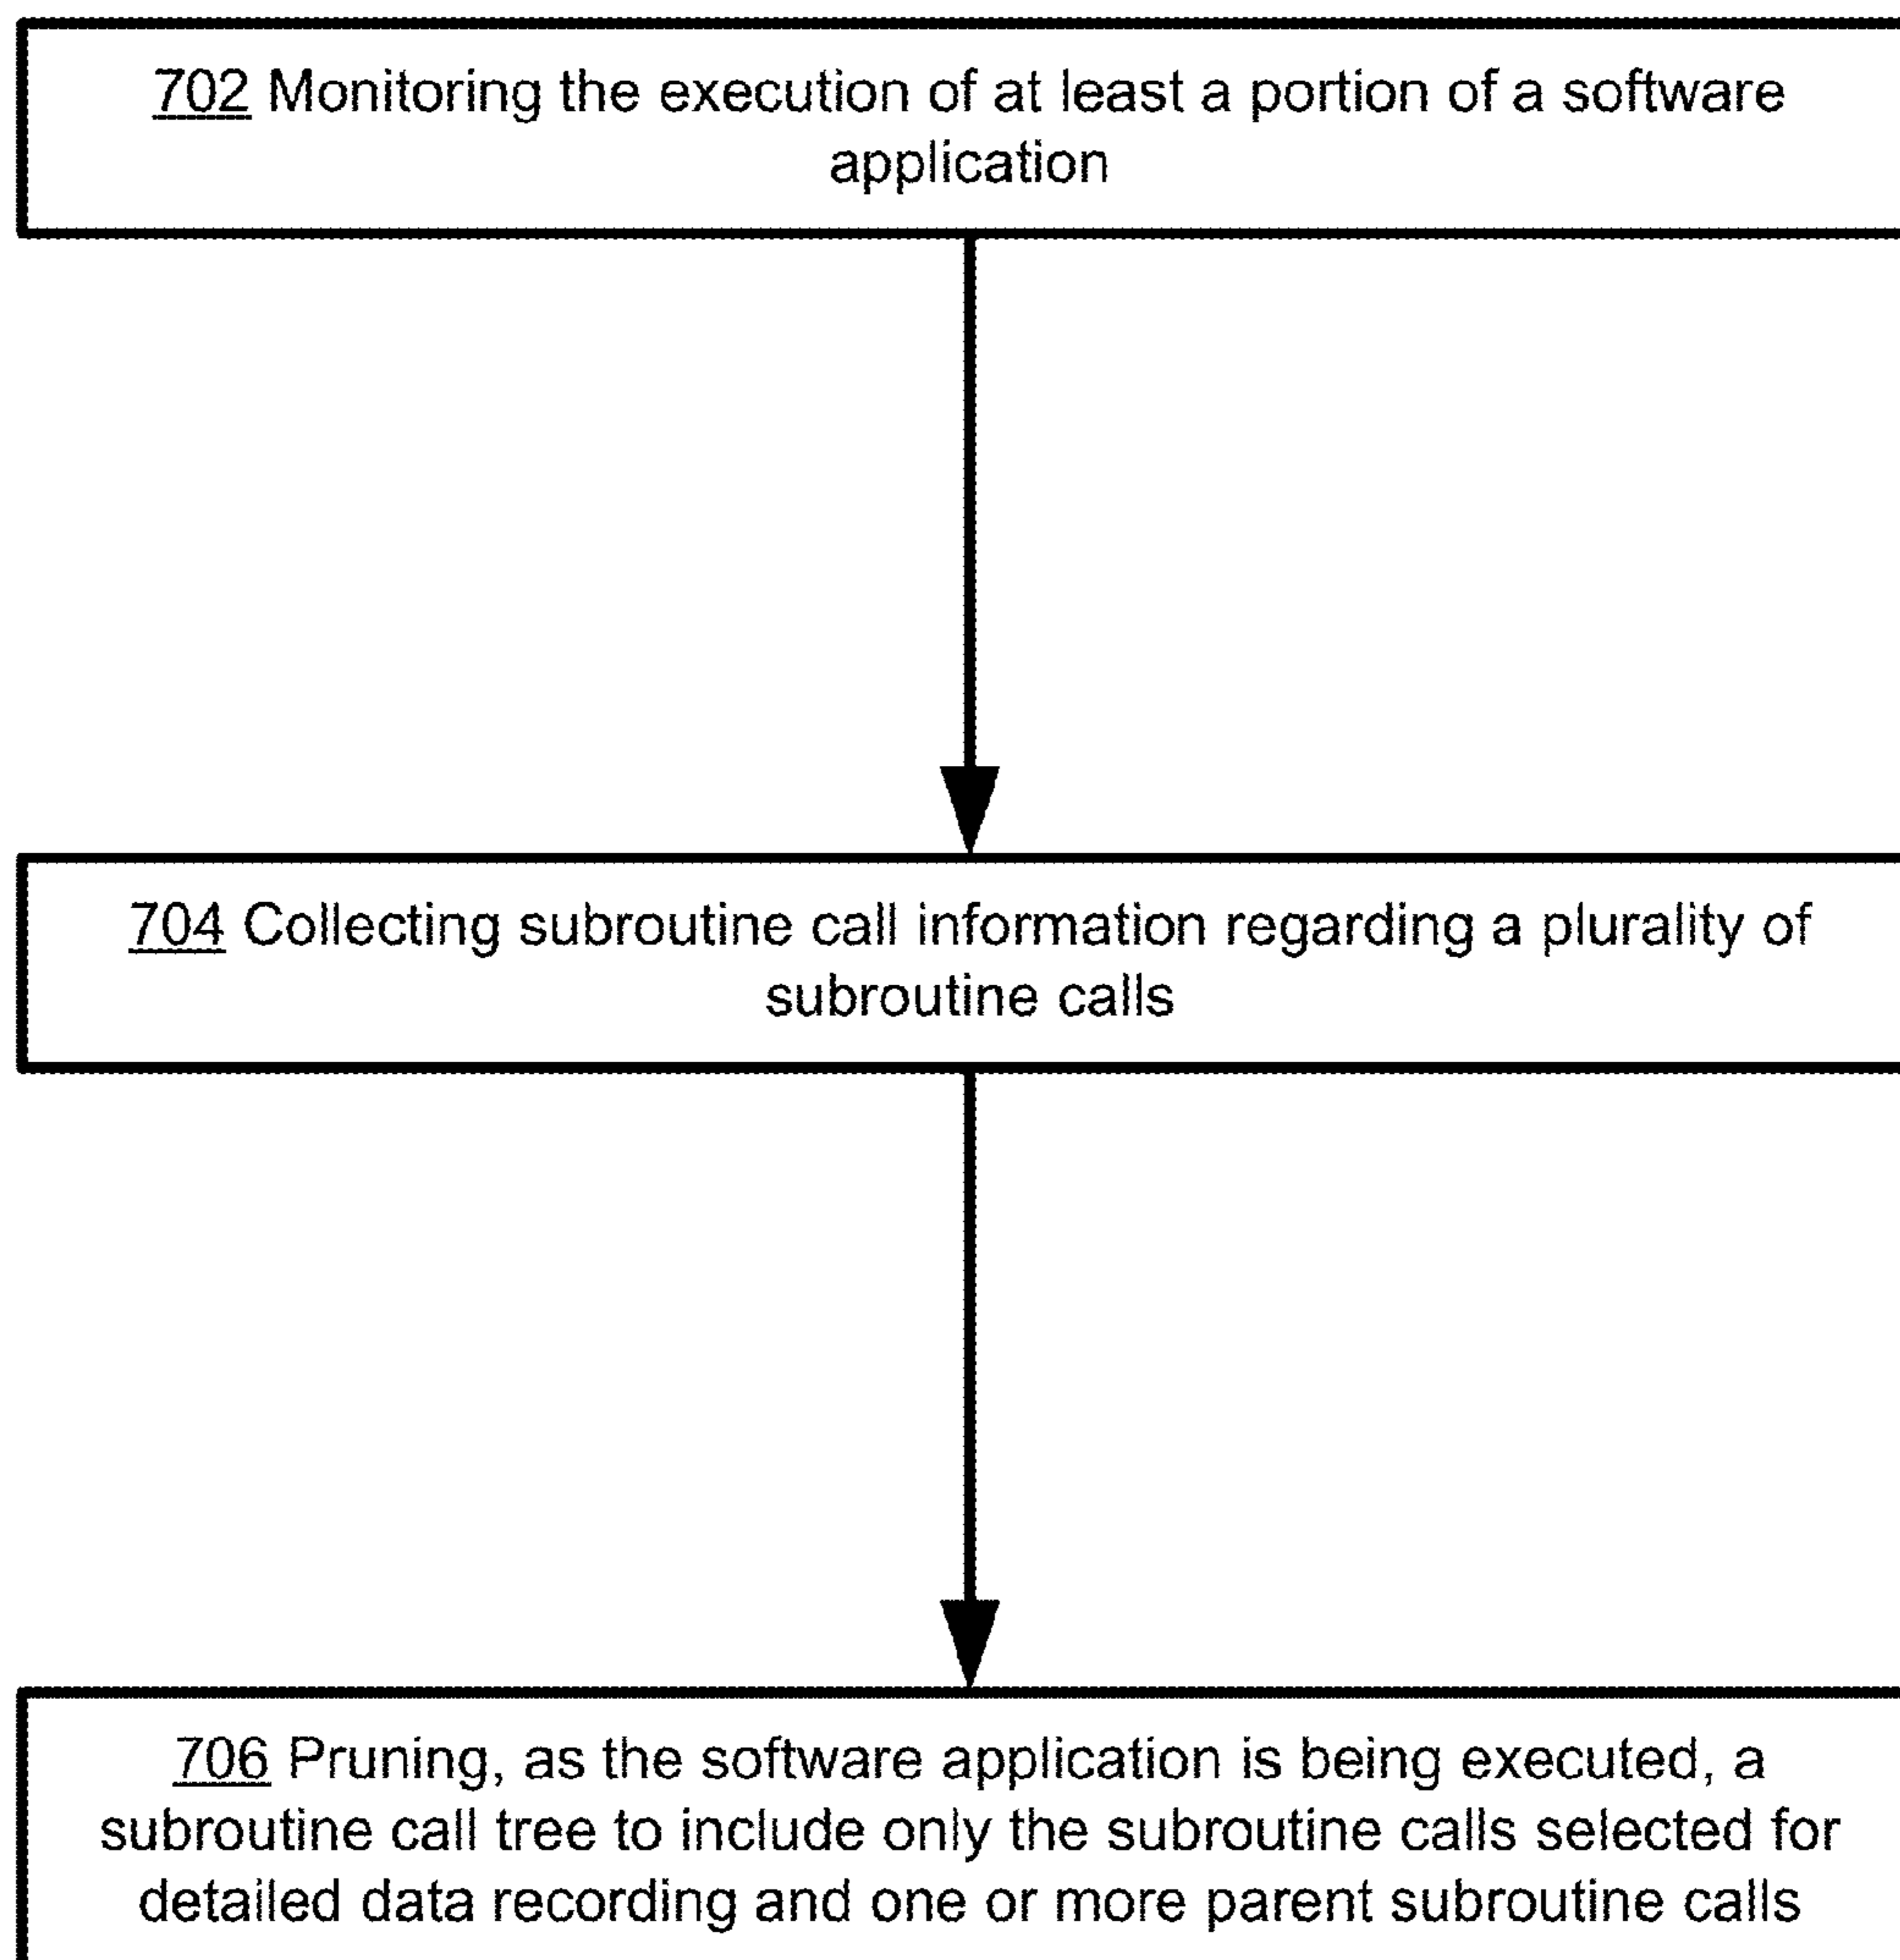 702 Monitoring the execution of at least a portion of a software
application
704 Collecting subroutine call information regarding a plurality of
subroutine calls
706 Pruning, as the software application is being executed, a
subroutine call tree to include only the subroutine calls selected for
detailed data recording and one or more parent subroutine calls